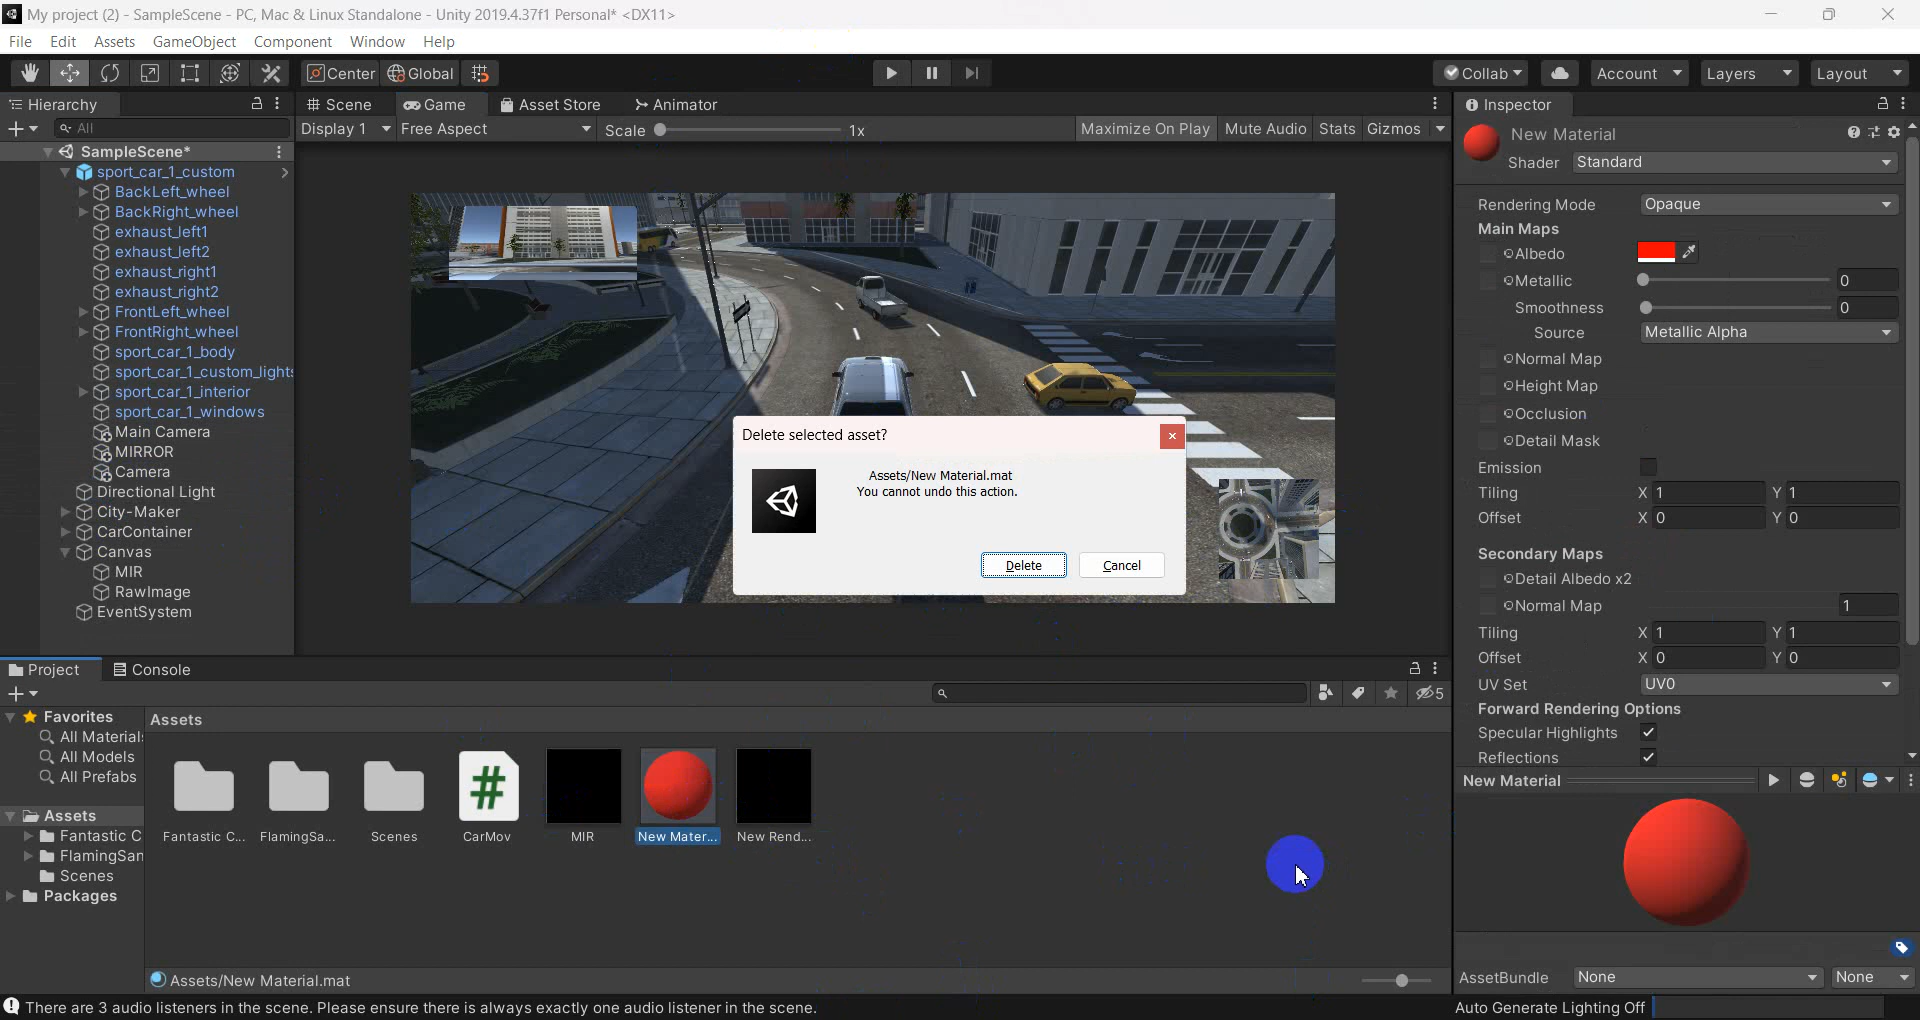 My project (2) - SampleScene - PC, Mac & Linux Standalone - Unity 2019.4.37f1 Personal* <DX11>
File Edit Assets GameObject Component Window Help
Center Global Collab Account Layers Layout
Hierarchy
All
SampleScene*
sport_car_1_custom
BackLeft_wheel
BackRight_wheel
exhaust_left1
exhaust_left2
exhaust_right1
exhaust_right2
FrontLeft_wheel
FrontRight_wheel
sport_car_1_body
sport_car_1_custom_lights
sport_car_1_interior
sport_car_1_windows
Main Camera
MIRROR
Camera
Directional Light
City-Maker
CarContainer
Canvas
MIR
RawImage
EventSystem
Scene Game Asset Store Animator
Display 1 Free Aspect Scale 1x Maximize On Play Mute Audio Stats Gizmos
Delete selected asset?
Assets/New Material.mat
You cannot undo this action.
Delete Cancel
Inspector
New Material
Shader Standard
Rendering Mode Opaque
Main Maps
Albedo
Metallic 0
Smoothness 0
Source Metallic Alpha
Normal Map
Height Map
Occlusion
Detail Mask
Emission
Tiling X 1 Y 1
Offset X 0 Y 0
Secondary Maps
Detail Albedo x2
Normal Map 1
Tiling X 1 Y 1
Offset X 0 Y 0
UV Set UV0
Forward Rendering Options
Specular Highlights
Reflections
New Material
AssetBundle None None
Project Console
5
Favorites
All Materials
All Models
All Prefabs
Assets
Fantastic C
FlamingSan
Scenes
Packages
Assets
Fantastic C... FlamingSa... Scenes CarMov MIR New Mater... New Rend...
Assets/New Material.mat
There are 3 audio listeners in the scene. Please ensure there is always exactly one audio listener in the scene.
Auto Generate Lighting Off